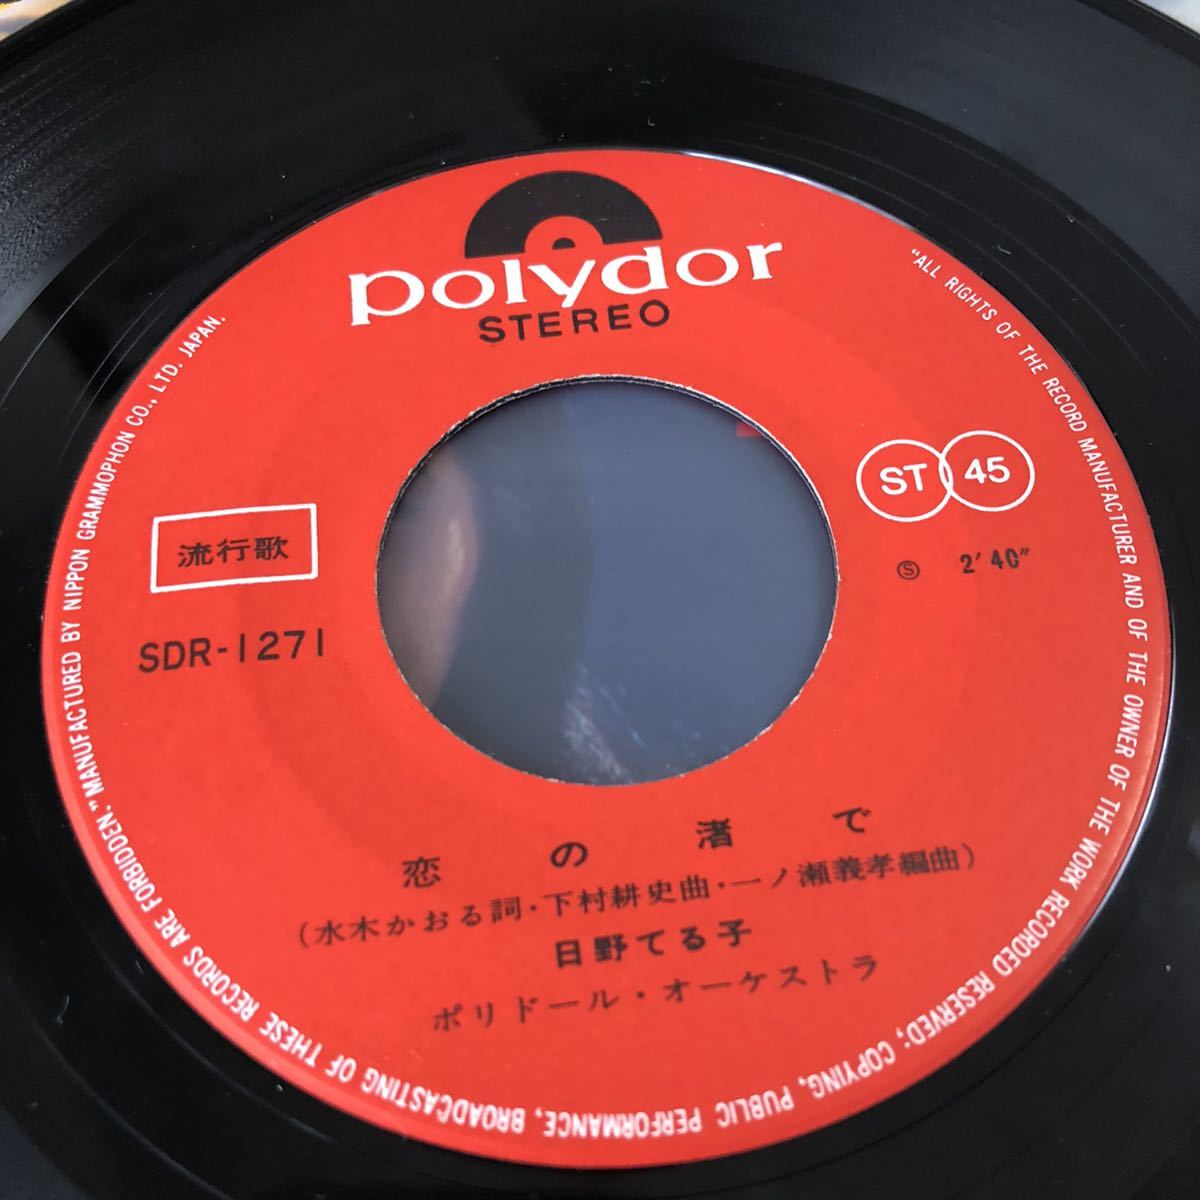 polydor
STEREO
ST 45
流行歌
Ⓢ 2′40″
SDR-1271
恋の渚で
(水木かおる詞・下村耕史曲・一ノ瀬義孝編曲)
日野てる子
ポリドール・オーケストラ
"ALL RIGHTS OF THE RECORD MANUFACTURER AND OF THE OWNER OF THE WORK RECORDED RESERVED; COPYING, PUBLIC PERFORMANCE, BROADCASTING OF THESE RECORDS ARE FORBIDDEN." MANUFACTURED BY NIPPON GRAMMOPHON CO., LTD. JAPAN.